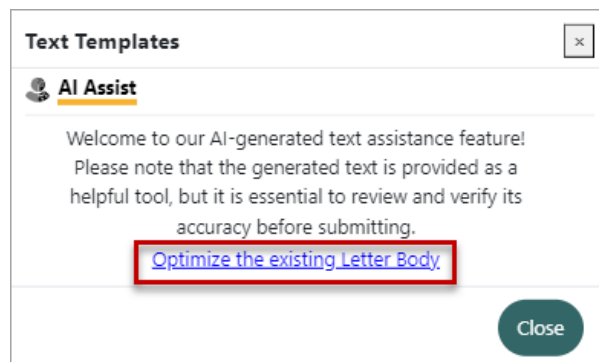 Text Templates
×
AI Assist
Welcome to our AI-generated text assistance feature!
Please note that the generated text is provided as a
helpful tool, but it is essential to review and verify its
accuracy before submitting.
Optimize the existing Letter Body
Close